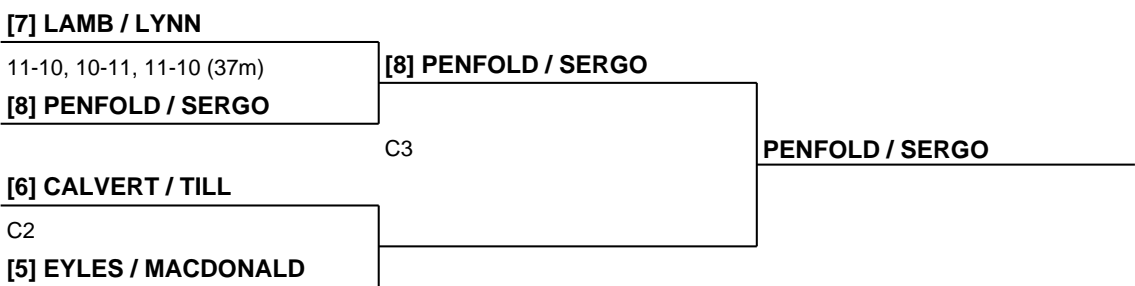 [7] LAMB / LYNN
11-10, 10-11, 11-10 (37m)
[8] PENFOLD / SERGO
[8] PENFOLD / SERGO
C3
PENFOLD / SERGO
[6] CALVERT / TILL
C2
[5] EYLES / MACDONALD